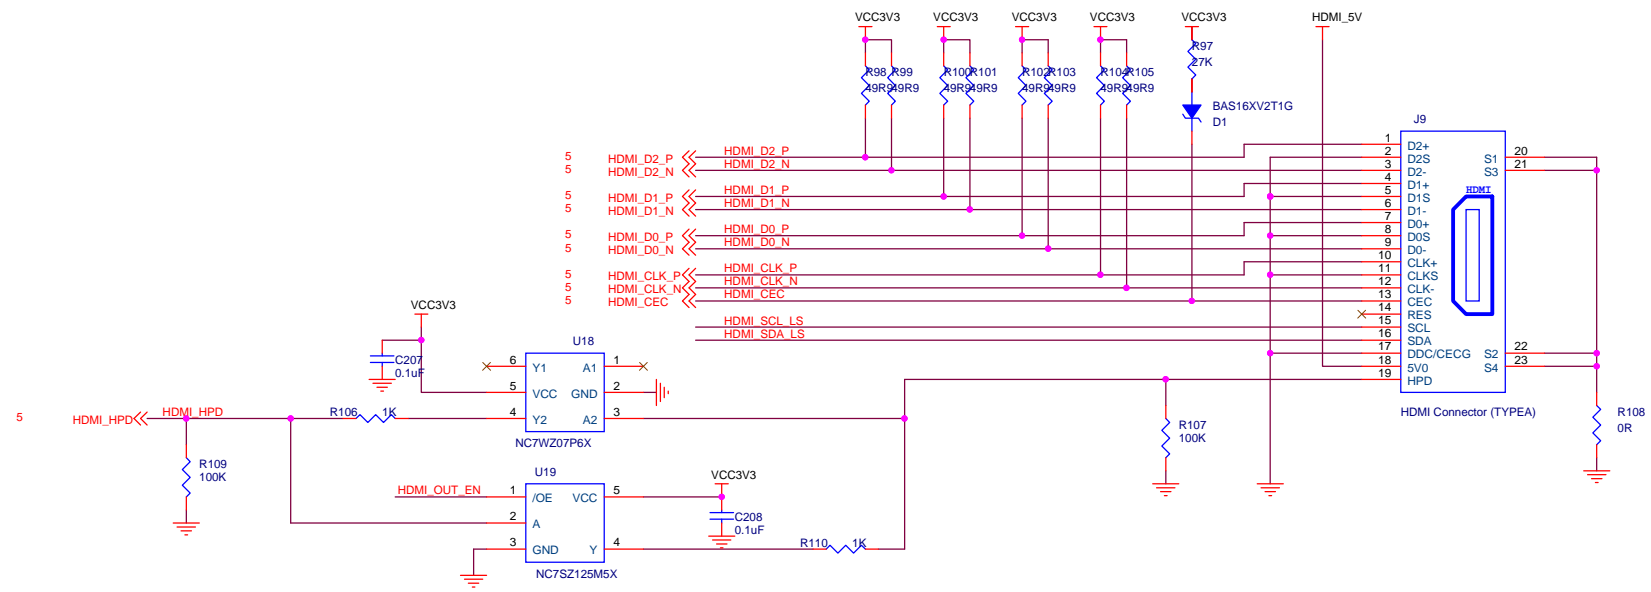 VCC3V3 VCC3V3 VCC3V3 VCC3V3 VCC3V3 HDMI_5V
R97
27K
R98 R99 R100 R101 R102 R103 R104 R105
49R9 49R9 49R9 49R9 49R9 49R9 49R9 49R9
BAS16XV2T1G
D1
J9
5 HDMI_D2_P HDMI_D2_P
5 HDMI_D2_N HDMI_D2_N
5 HDMI_D1_P HDMI_D1_P
5 HDMI_D1_N HDMI_D1_N
5 HDMI_D0_P HDMI_D0_P
5 HDMI_D0_N HDMI_D0_N
5 HDMI_CLK_P HDMI_CLK_P
5 HDMI_CLK_N HDMI_CLK_N
5 HDMI_CEC HDMI_CEC
HDMI_SCL_LS
HDMI_SDA_LS
1 D2+
2 D2S S1 20
3 D2- S3 21
4 D1+
5 D1S
6 D1-
7 D0+
8 D0S
9 D0-
10 CLK+
11 CLKS
12 CLK-
13 CEC
14 RES
15 SCL
16 SDA
17 DDC/CECG S2 22
18 5V0 S4 23
19 HPD
HDMI
HDMI Connector (TYPEA)
R108
0R
R107
100K
VCC3V3
C207
0.1uF
U18
6 Y1 A1 1
5 VCC GND 2
4 Y2 A2 3
NC7WZ07P6X
5 HDMI_HPD HDMI_HPD
R106 1K
R109
100K
U19
HDMI_OUT_EN
1 /OE VCC 5
2 A
3 GND Y 4
NC7SZ125M5X
VCC3V3
C208
0.1uF
R110 1K